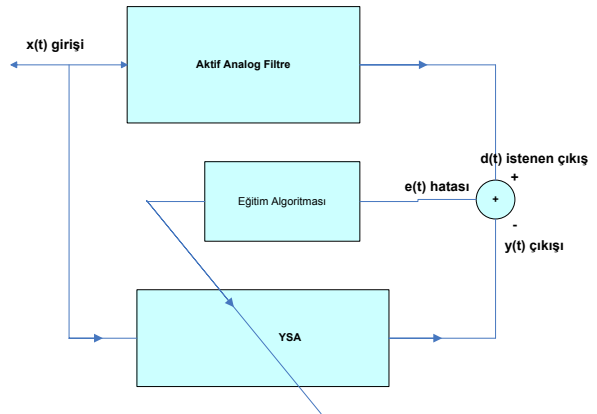 x(t) girişi
Aktif Analog Filtre
d(t) istenen çıkış
+
e(t) hatası
Eğitim Algoritması
+
-
y(t) çıkışı
YSA